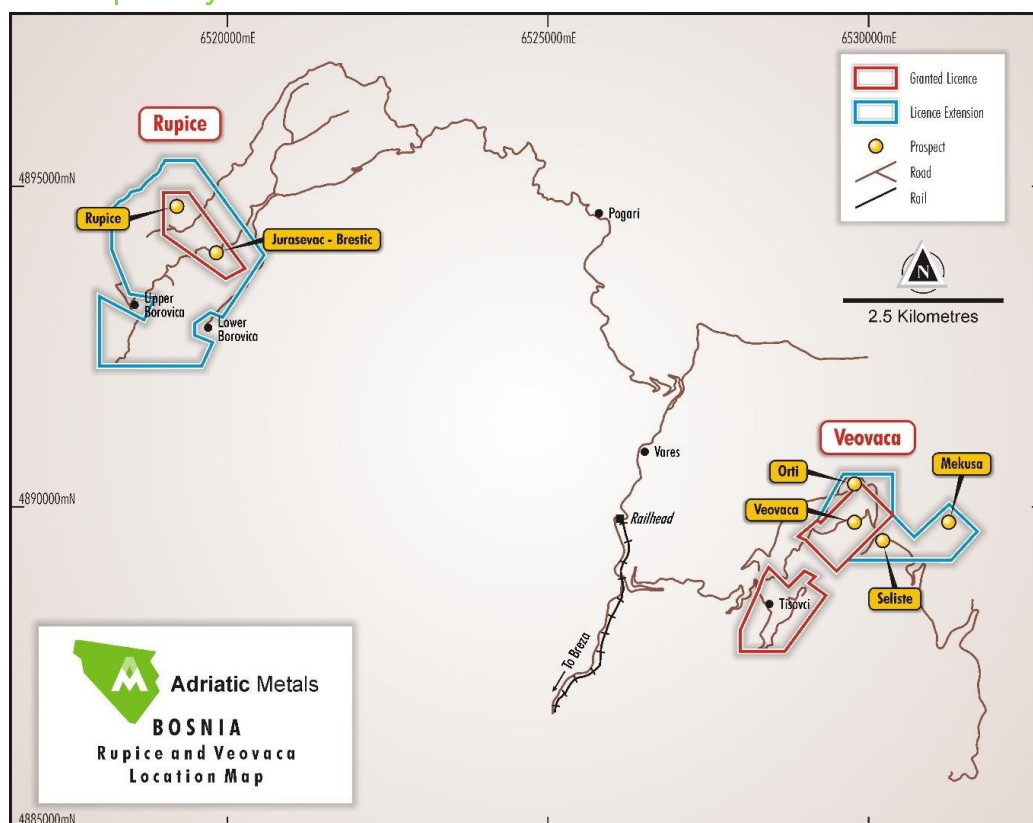 6520000mE
6525000mE
6530000mE
Granted Licence
Licence Extension
Prospect
Road
Rail
N
2.5 Kilometres
Rupice
4895000mN
Rupice
Jurasevac - Brestic
Pogari
Upper
Borovica
Lower
Borovica
Veovaca
Vares
Orti
Mekusa
Veovaca
4890000mN
Railhead
Seliste
Tisovci
To Breza
Adriatic Metals
BOSNIA
Rupice and Veovaca
Location Map
4885000mN